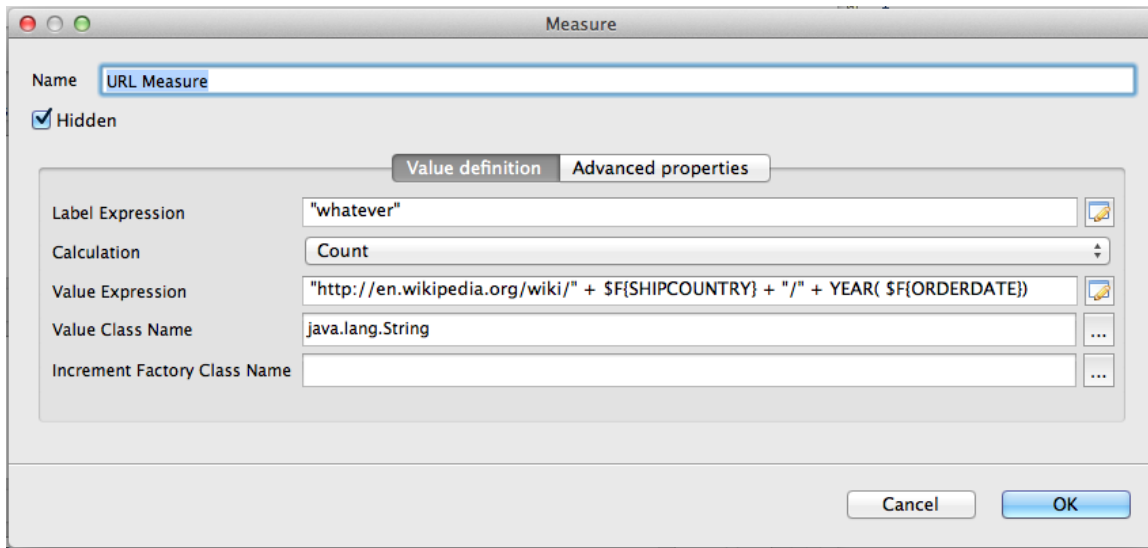 Measure
Name URL Measure
Hidden
Value definition Advanced properties
Label Expression "whatever"
Calculation Count
Value Expression "http://en.wikipedia.org/wiki/" + $F{SHIPCOUNTRY} + "/" + YEAR( $F{ORDERDATE})
Value Class Name java.lang.String ...
Increment Factory Class Name ...
Cancel OK